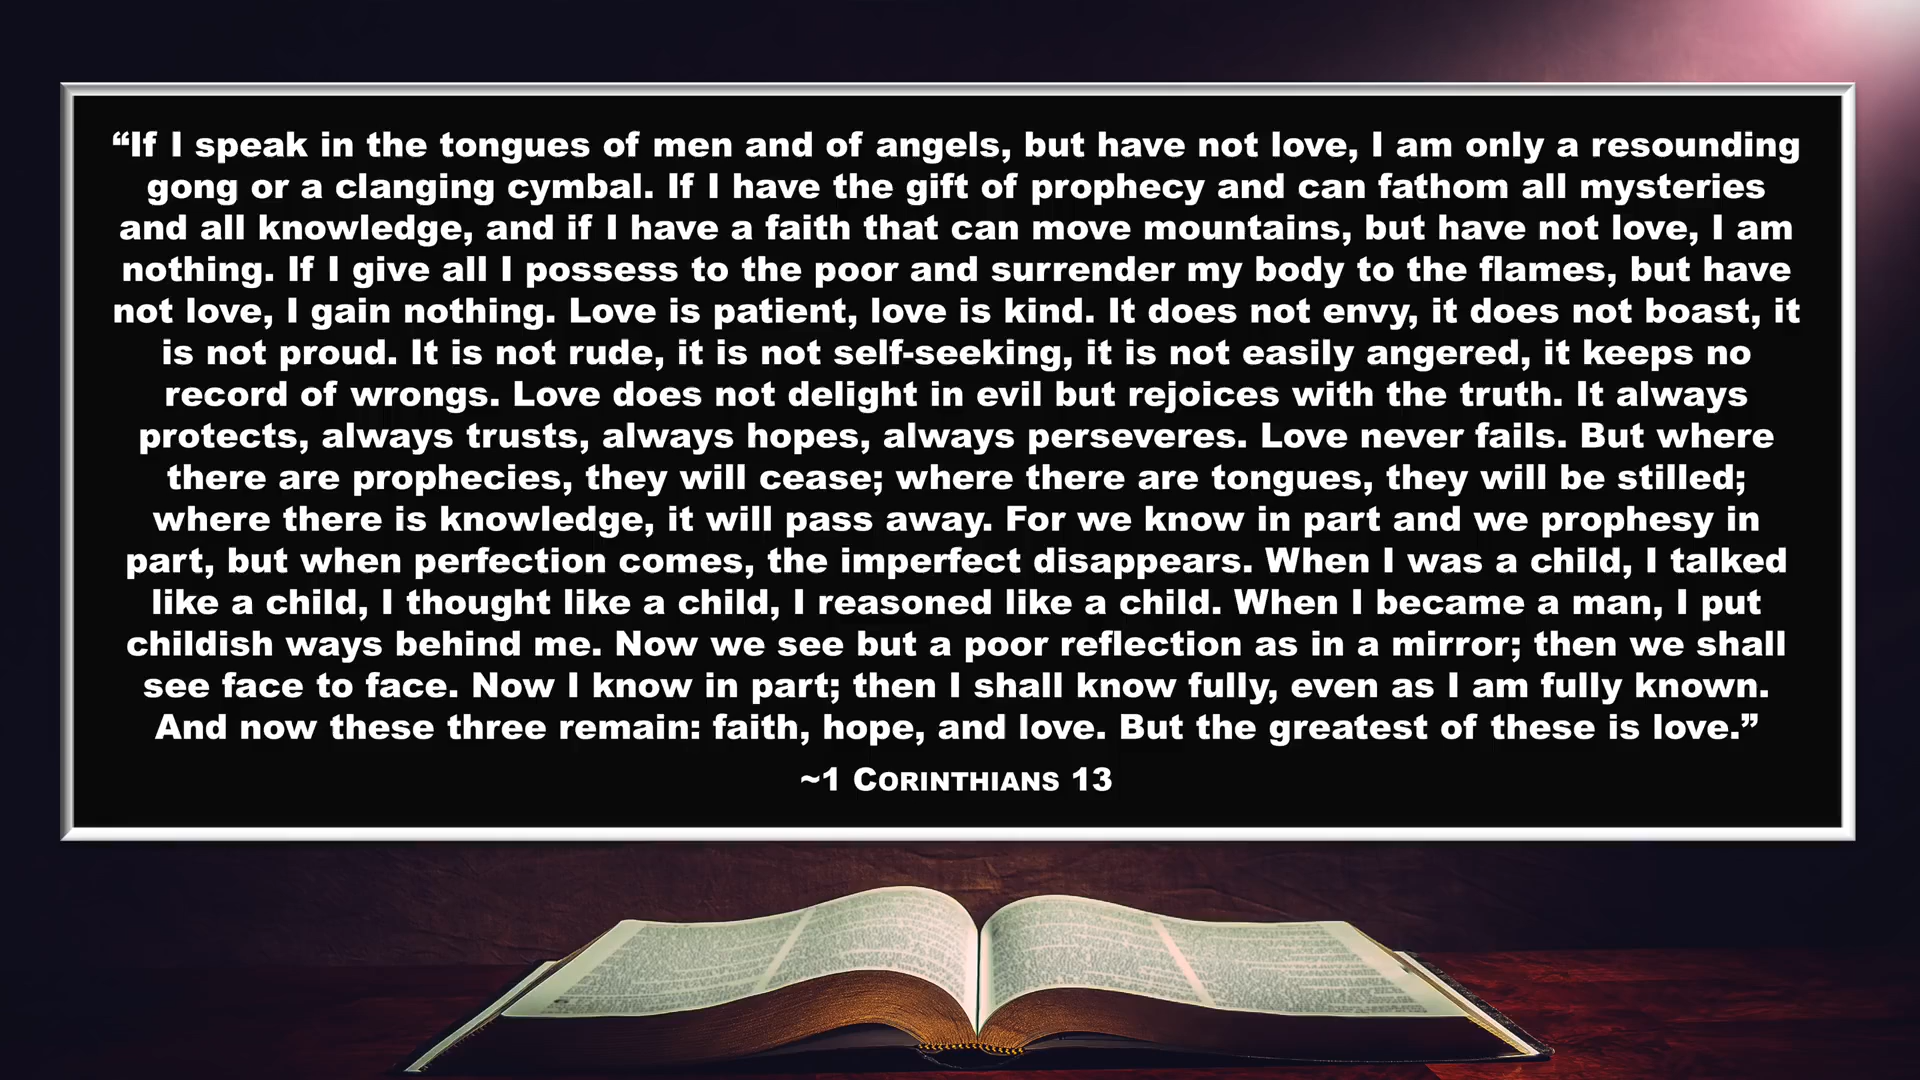 “If I speak in the tongues of men and of angels, but have not love, I am only a resounding
gong or a clanging cymbal. If I have the gift of prophecy and can fathom all mysteries
and all knowledge, and if I have a faith that can move mountains, but have not love, I am
nothing. If I give all I possess to the poor and surrender my body to the flames, but have
not love, I gain nothing. Love is patient, love is kind. It does not envy, it does not boast, it
is not proud. It is not rude, it is not self-seeking, it is not easily angered, it keeps no
record of wrongs. Love does not delight in evil but rejoices with the truth. It always
protects, always trusts, always hopes, always perseveres. Love never fails. But where
there are prophecies, they will cease; where there are tongues, they will be stilled;
where there is knowledge, it will pass away. For we know in part and we prophesy in
part, but when perfection comes, the imperfect disappears. When I was a child, I talked
like a child, I thought like a child, I reasoned like a child. When I became a man, I put
childish ways behind me. Now we see but a poor reflection as in a mirror; then we shall
see face to face. Now I know in part; then I shall know fully, even as I am fully known.
And now these three remain: faith, hope, and love. But the greatest of these is love.”
~1 CORINTHIANS 13